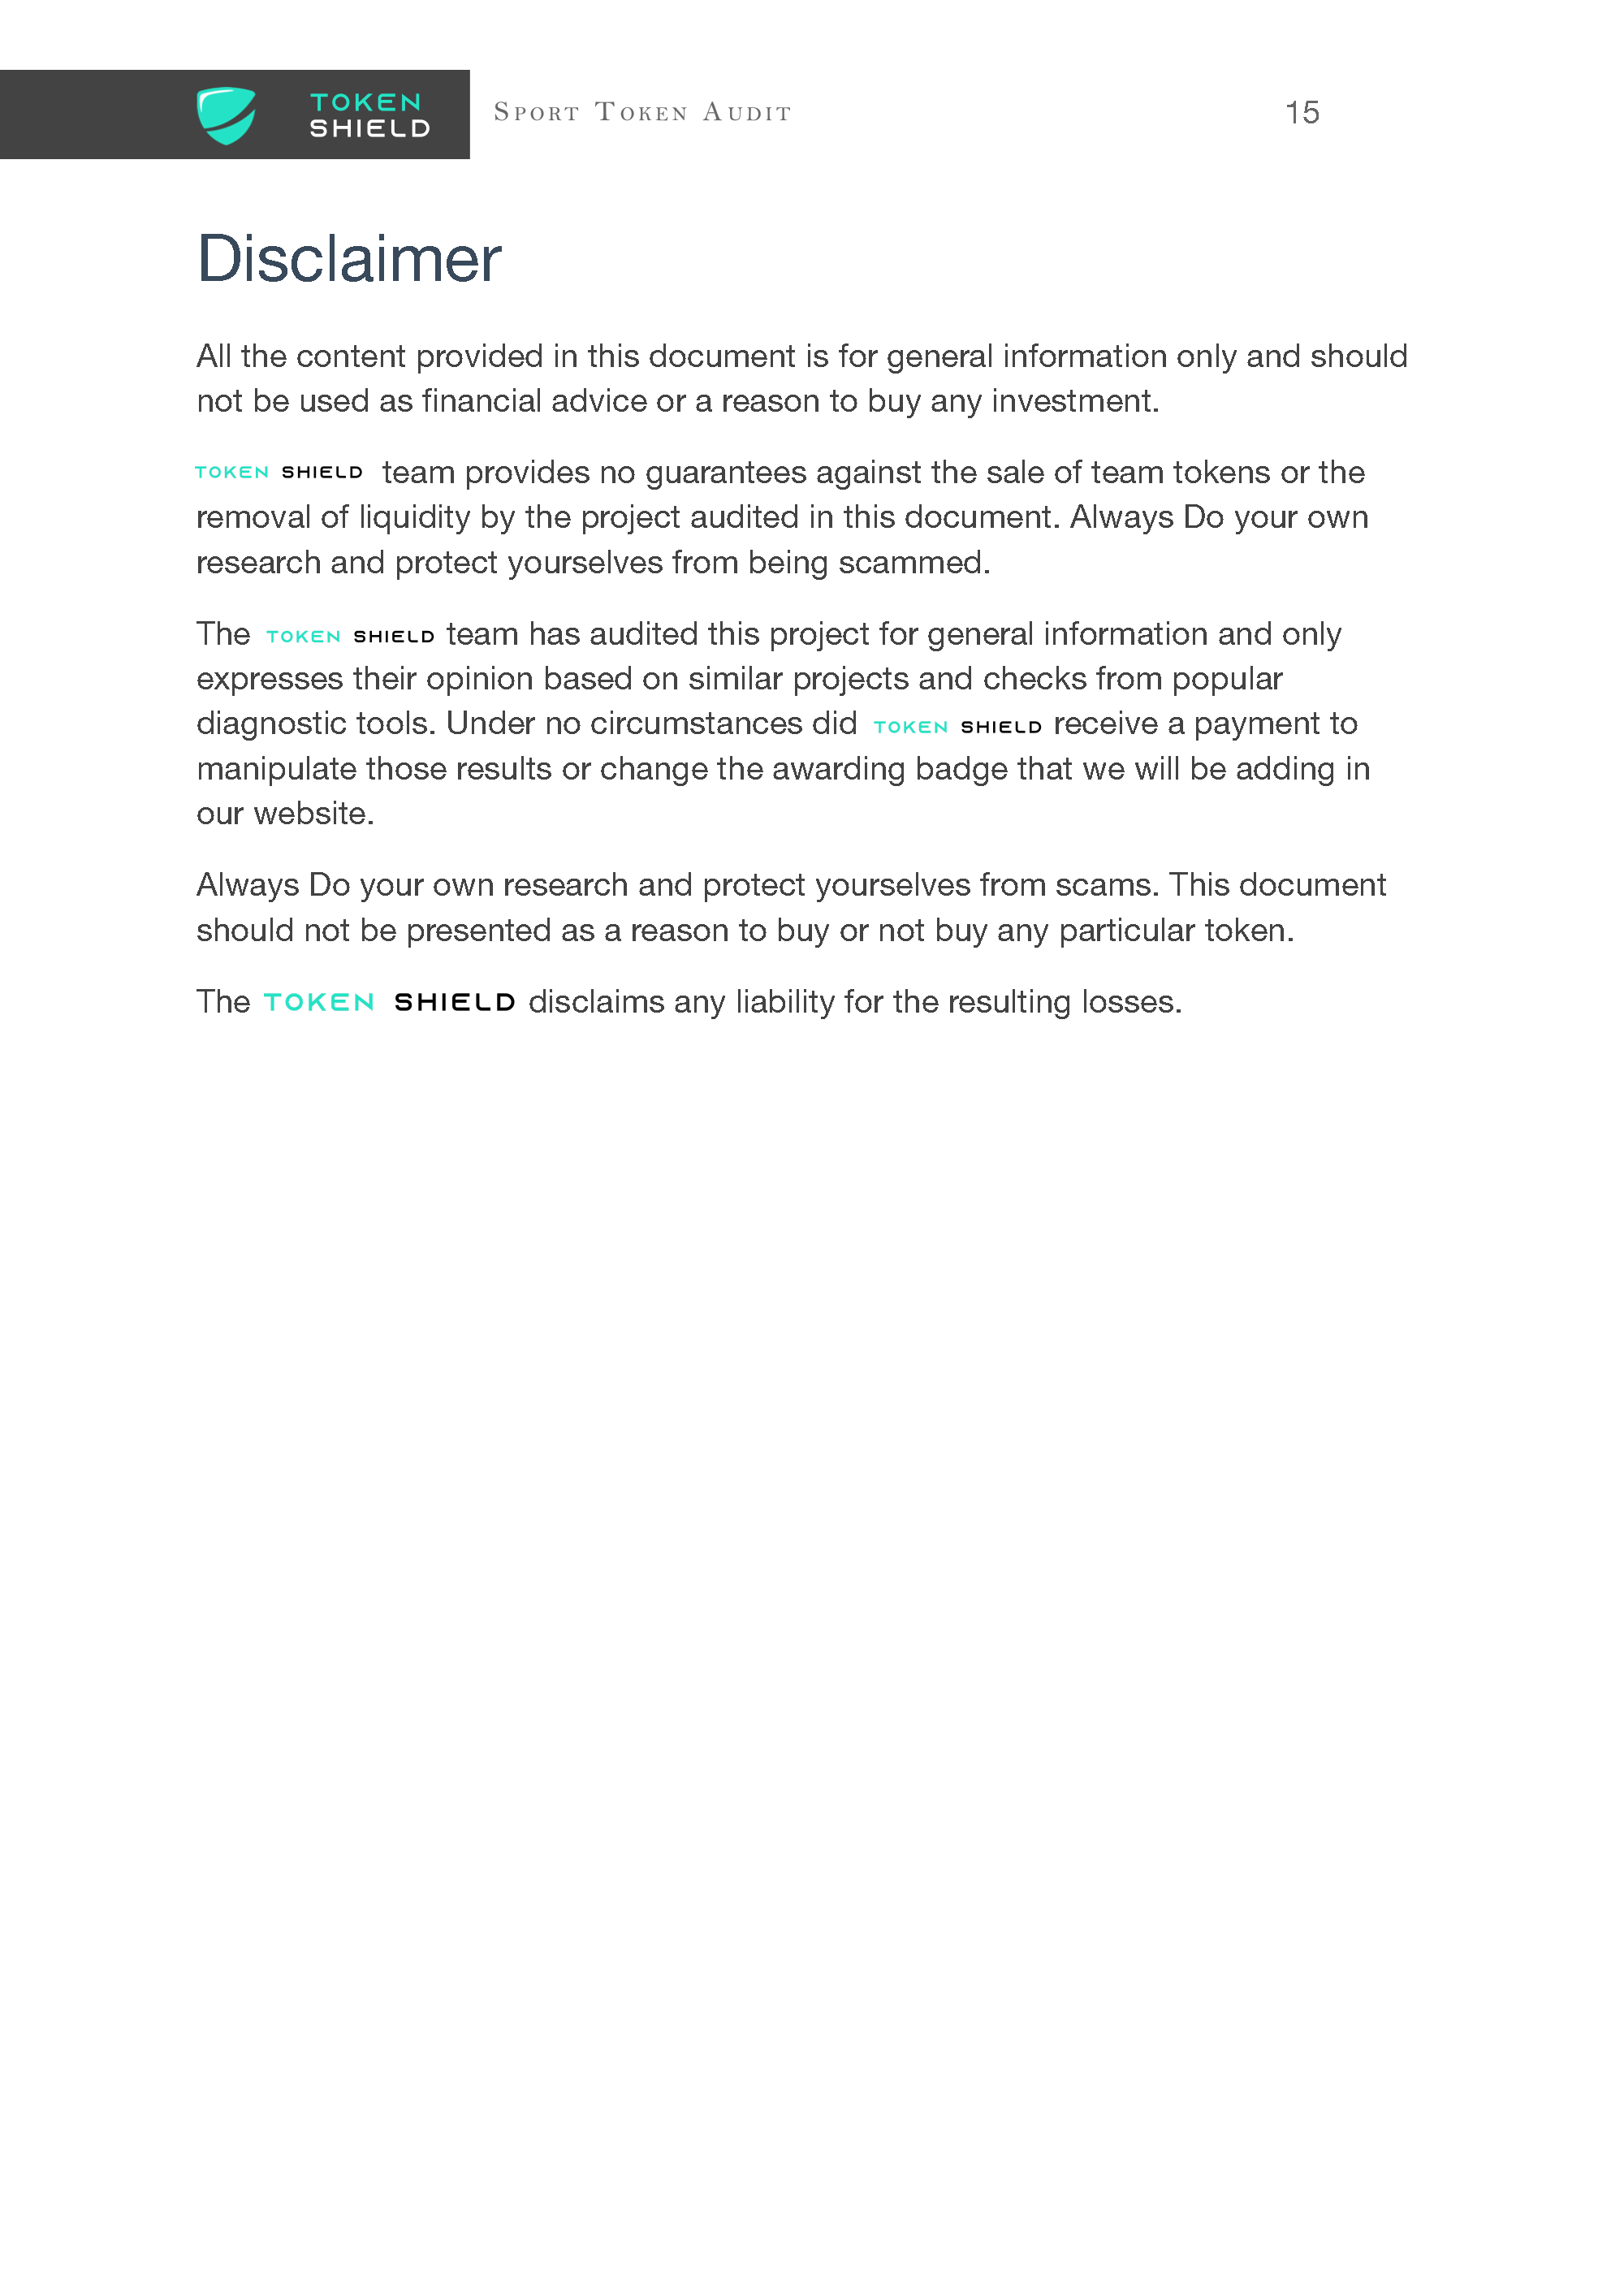 TOKEN
SHIELD
SPORT TOKEN AUDIT
15
Disclaimer
All the content provided in this document is for general information only and should
not be used as financial advice or a reason to buy any investment.
TOKEN SHIELD team provides no guarantees against the sale of team tokens or the
removal of liquidity by the project audited in this document. Always Do your own
research and protect yourselves from being scammed.
The TOKEN SHIELD team has audited this project for general information and only
expresses their opinion based on similar projects and checks from popular
diagnostic tools. Under no circumstances did TOKEN SHIELD receive a payment to
manipulate those results or change the awarding badge that we will be adding in
our website.
Always Do your own research and protect yourselves from scams. This document
should not be presented as a reason to buy or not buy any particular token.
The TOKEN SHIELD disclaims any liability for the resulting losses.